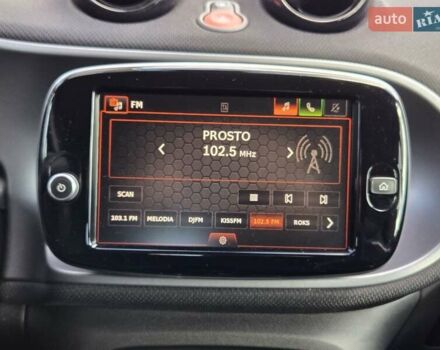 auto RIA
FM
PROSTO
102.5 MHz
SCAN
103.1 FM MELODIA DJFM KISSFM 102.5 FM ROKS